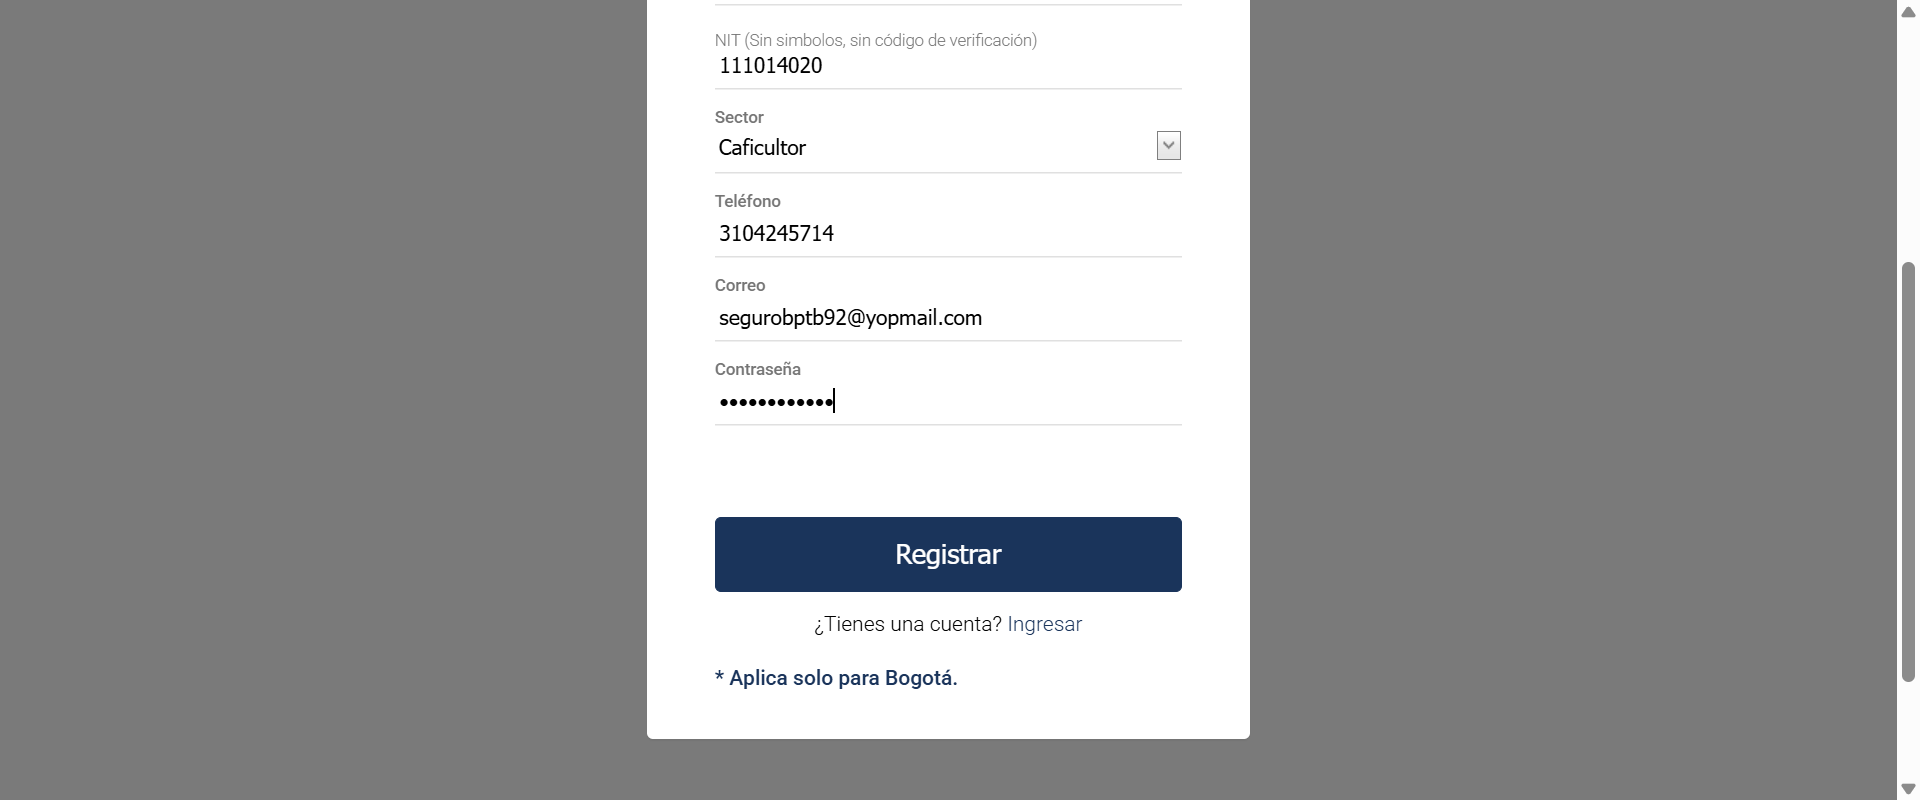 NIT (Sin simbolos, sin código de verificación)
111014020
Sector
Caficultor
Teléfono
3104245714
Correo
segurobptb92@yopmail.com
Contraseña
••••••••••••
Registrar
¿Tienes una cuenta? Ingresar
* Aplica solo para Bogotá.